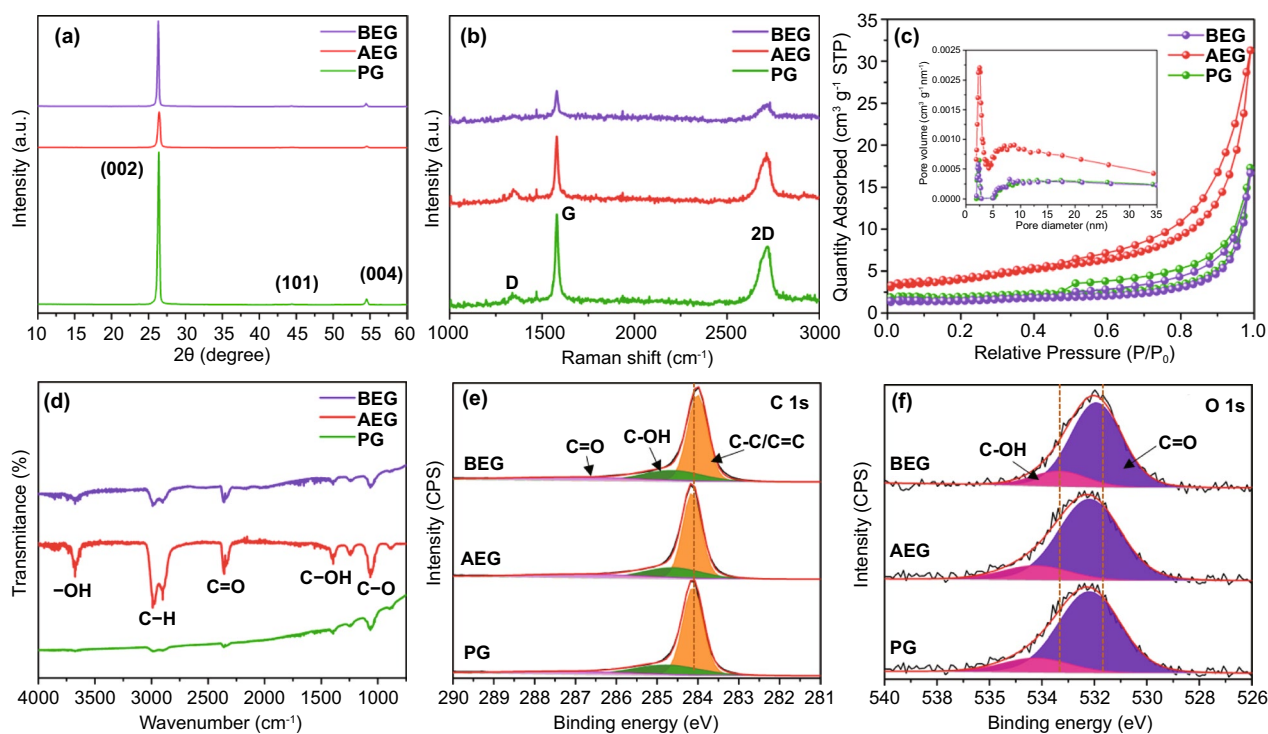 (a)
BEG
AEG
PG
(002)
(101)
(004)
Intensity (a.u.)
10 15 20 25 30 35 40 45 50 55 60
2θ (degree)
(b)
BEG
AEG
PG
D
G
2D
Intensity (a.u.)
1000 1500 2000 2500 3000
Raman shift (cm-1)
(c)
BEG
AEG
PG
Quantity Adsorbed (cm3 g-1 STP)
35
30
25
20
15
10
5
0
0.0 0.2 0.4 0.6 0.8 1.0
Relative Pressure (P/P0)
Pore volume (cm3 g-1 nm-1)
0.0025
0.0020
0.0015
0.0010
0.0005
0.0000
0 5 10 15 20 25 30 35
Pore diameter (nm)
(d)
BEG
AEG
PG
−OH
C−H
C=O
C−OH
C−O
Transmitance (%)
4000 3500 3000 2500 2000 1500 1000
Wavenumber (cm-1)
(e)
C 1s
C=O
C-OH
C-C/C=C
BEG
AEG
PG
Intensity (CPS)
290 288 287 286 285 284 283 282 281
Binding energy (eV)
(f)
O 1s
C-OH
C=O
BEG
AEG
PG
Intensity (CPS)
540 538 537 535 534 532 530 529 527 526
Binding energy (eV)